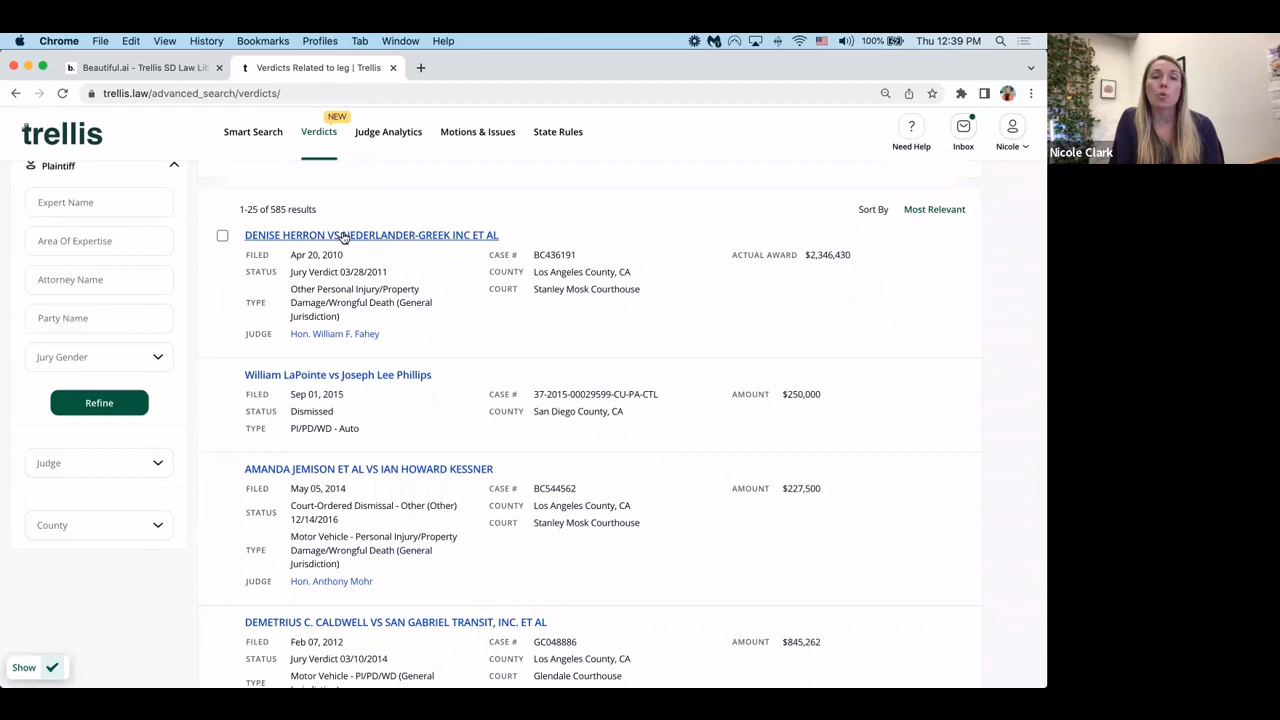 Chrome File Edit View History Bookmarks Profiles Tab Window Help 100% Thu 12:39 PM
b. Beautiful.ai - Trellis SD Law Lib t Verdicts Related to leg | Trellis
trellis.law/advanced_search/verdicts/
NEW
trellis Smart Search Verdicts Judge Analytics Motions & Issues State Rules ? Need Help Inbox Nicole
Nicole Clark
Plaintiff
Expert Name
Area Of Expertise
Attorney Name
Party Name
Jury Gender
Refine
Judge
County
Show
1-25 of 585 results Sort By Most Relevant
DENISE HERRON VS NEDERLANDER-GREEK INC ET AL
FILED Apr 20, 2010 CASE # BC436191 ACTUAL AWARD $2,346,430
STATUS Jury Verdict 03/28/2011 COUNTY Los Angeles County, CA
TYPE Other Personal Injury/Property COURT Stanley Mosk Courthouse
Damage/Wrongful Death (General
Jurisdiction)
JUDGE Hon. William F. Fahey
William LaPointe vs Joseph Lee Phillips
FILED Sep 01, 2015 CASE # 37-2015-00029599-CU-PA-CTL AMOUNT $250,000
STATUS Dismissed COUNTY San Diego County, CA
TYPE PI/PD/WD - Auto
AMANDA JEMISON ET AL VS IAN HOWARD KESSNER
FILED May 05, 2014 CASE # BC544562 AMOUNT $227,500
STATUS Court-Ordered Dismissal - Other (Other) COUNTY Los Angeles County, CA
12/14/2016 COURT Stanley Mosk Courthouse
TYPE Motor Vehicle - Personal Injury/Property
Damage/Wrongful Death (General
Jurisdiction)
JUDGE Hon. Anthony Mohr
DEMETRIUS C. CALDWELL VS SAN GABRIEL TRANSIT, INC. ET AL
FILED Feb 07, 2012 CASE # GC048886 AMOUNT $845,262
STATUS Jury Verdict 03/10/2014 COUNTY Los Angeles County, CA
TYPE Motor Vehicle - PI/PD/WD (General COURT Glendale Courthouse